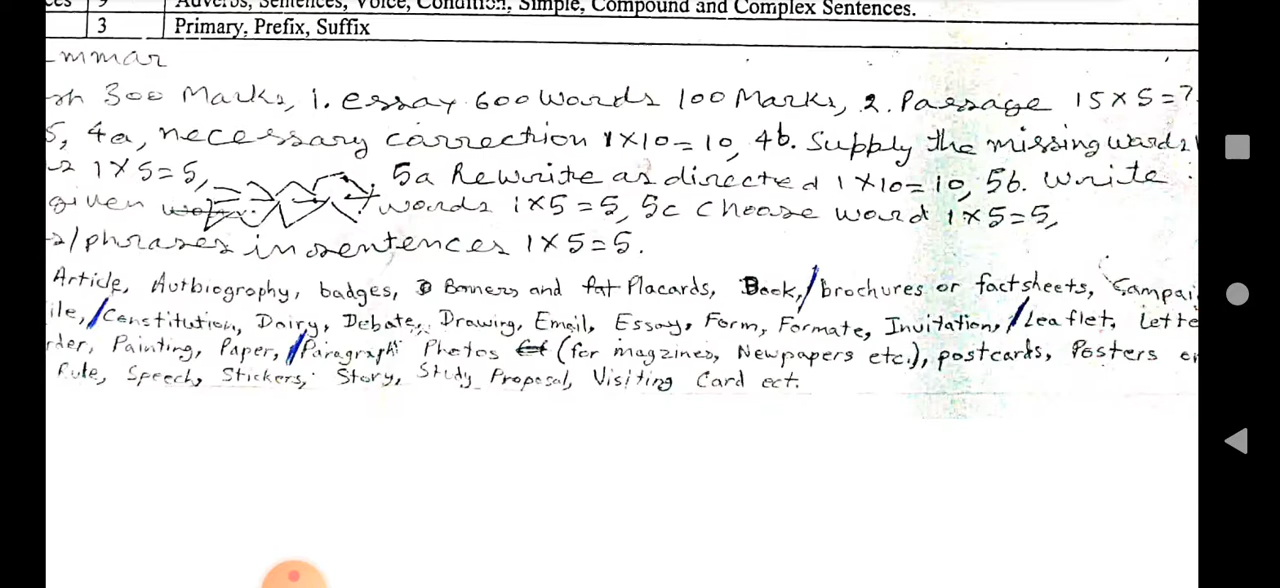 9 Adverbs, Sentences, Voice, Condition, Simple, Compound and Complex Sentences.
3 Primary, Prefix, Suffix
mmar
sh 300 Marks, 1. essay 600 words 100 Marks, 2. Passage 15 X 5 = ?
5, 4a, necessary correction 1 X 10 = 10, 4b. Supply the missing words
1 X 5 = 5, 5a Rewrite as directed 1 X 10 = 10, 5b. write
given words 1 X 5 = 5, 5c choose word 1 X 5 = 5,
s/phrases in sentences 1 X 5 = 5.
Article, Autbiography, badges, Banners and Placards, Book, /brochures or factsheets, Campai
ile, /Constitution, Dairy, Debate, Drawing, Email, Essay, Form, Formate, Invitation, /Leaflet, Lette
rder, Painting, Paper, /Paragraph Photos (for magzines, Newpapers etc.), postcards, Posters
Rule, Speech, Stickers, Story, Study Proposal, Visiting Card ect.